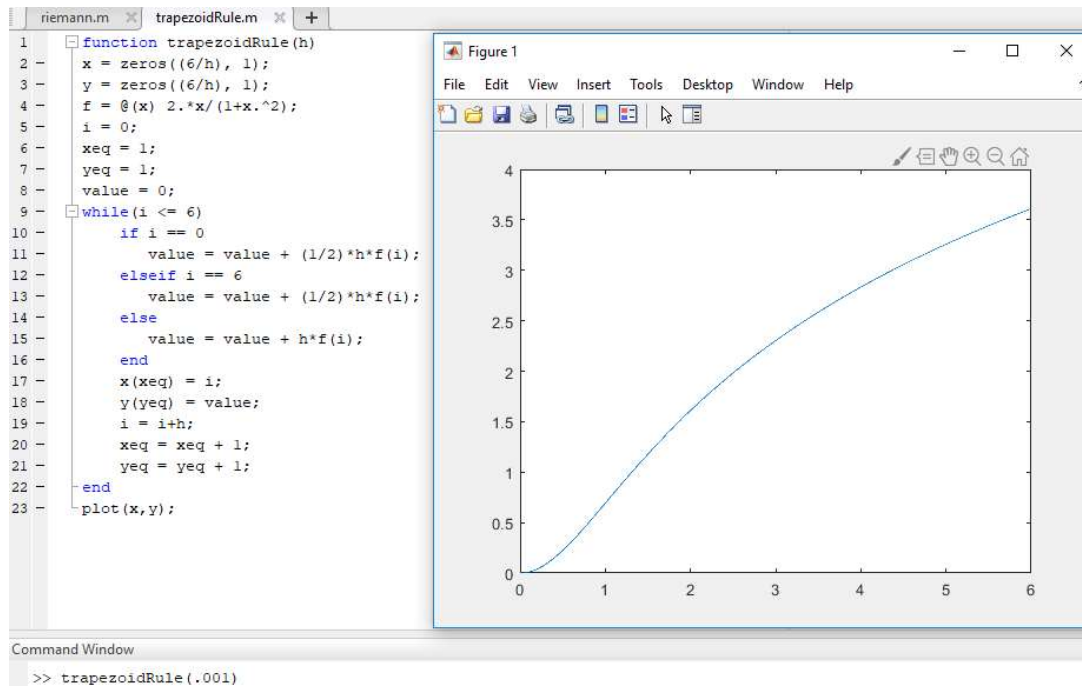 riemann.m × trapezoidRule.m × +
1 function trapezoidRule(h)
2 - x = zeros((6/h), 1);
3 - y = zeros((6/h), 1);
4 - f = @(x) 2.*x/(1+x.^2);
5 - i = 0;
6 - xeq = 1;
7 - yeq = 1;
8 - value = 0;
9 - while(i <= 6)
10 - if i == 0
11 - value = value + (1/2)*h*f(i);
12 - elseif i == 6
13 - value = value + (1/2)*h*f(i);
14 - else
15 - value = value + h*f(i);
16 - end
17 - x(xeq) = i;
18 - y(yeq) = value;
19 - i = i+h;
20 - xeq = xeq + 1;
21 - yeq = yeq + 1;
22 - end
23 - plot(x,y);
Figure 1
File Edit View Insert Tools Desktop Window Help
4
3.5
3
2.5
2
1.5
1
0.5
0
0 1 2 3 4 5 6
Command Window
>> trapezoidRule(.001)